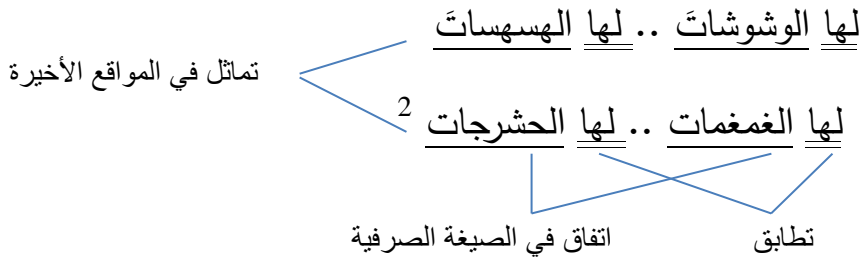 لها الوشوشاتَ .. لها الهسهساتَ
تماثل في المواقع الأخيرة
لها الغمغمات .. لها الحشرجات 2
تطابق اتفاق في الصيغة الصرفية